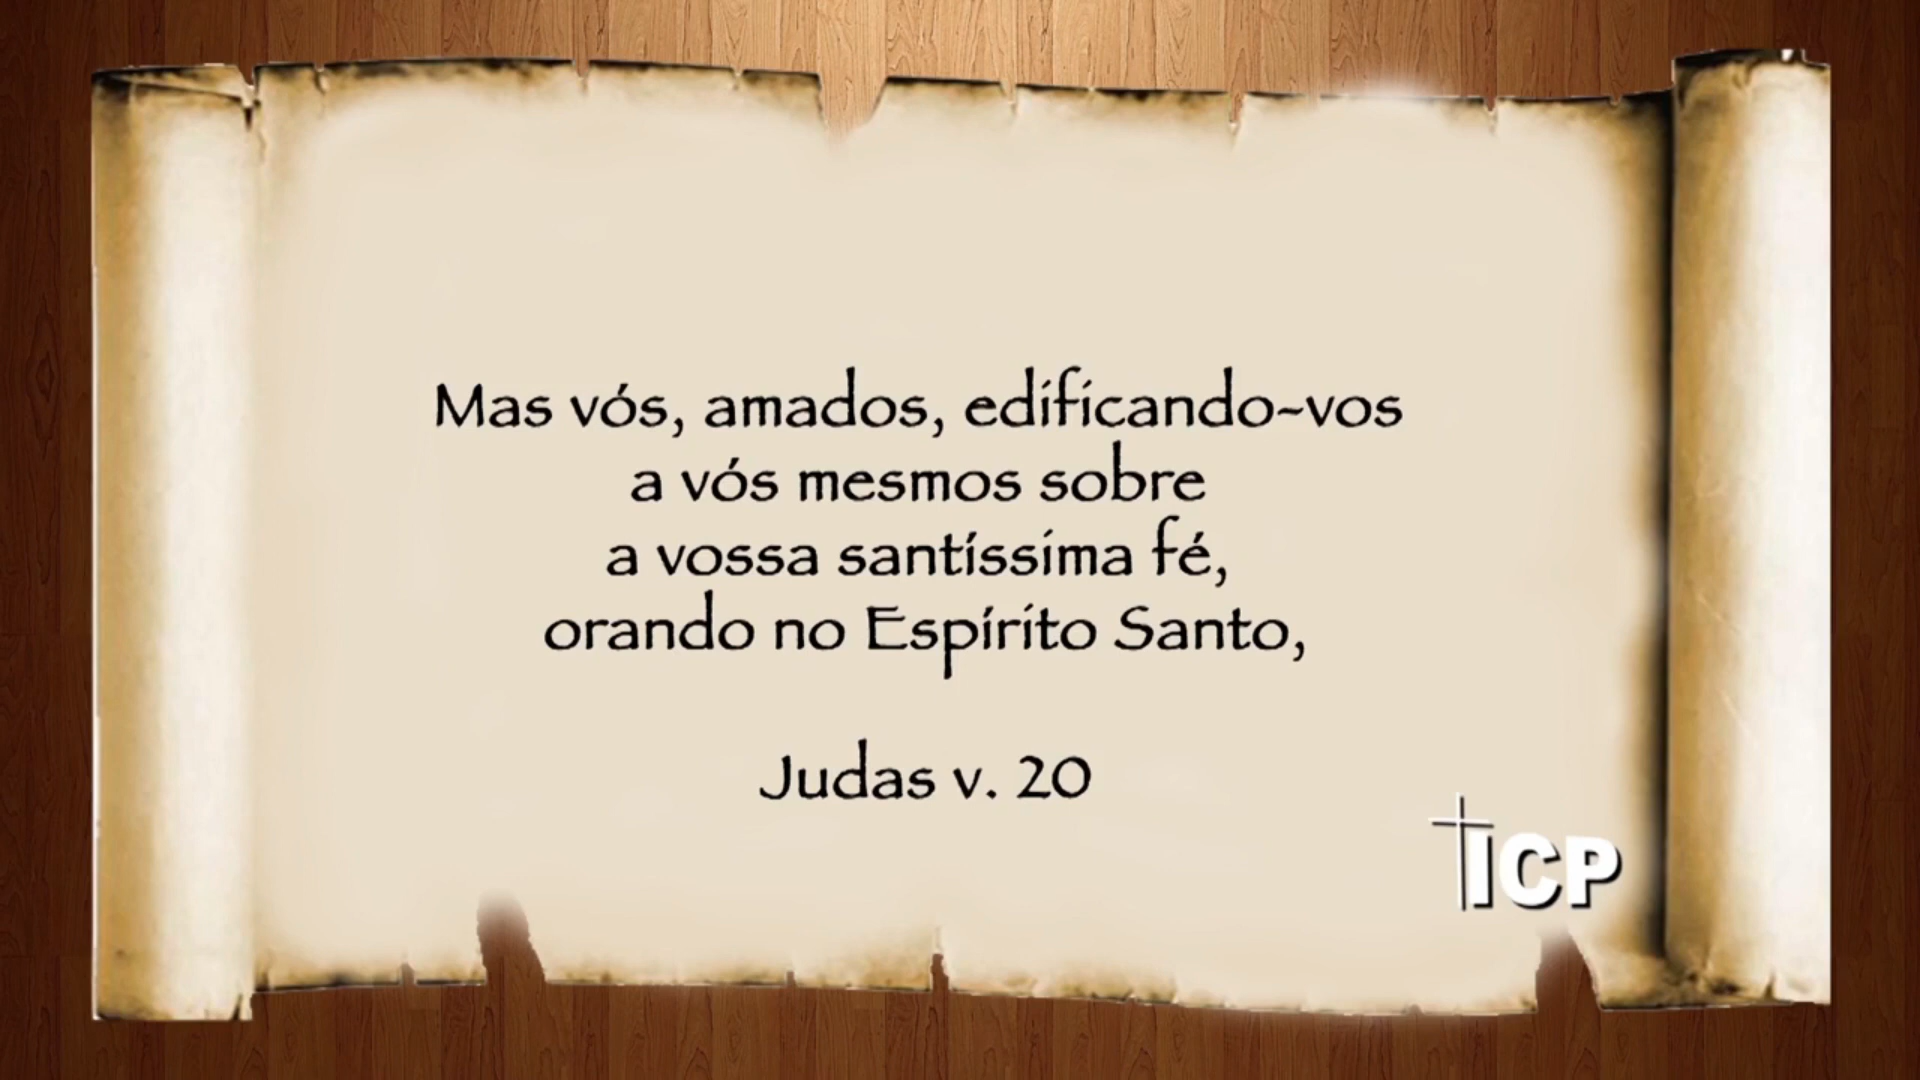 Mas vós, amados, edificando-vos
a vós mesmos sobre
a vossa santíssima fé,
orando no Espírito Santo,
Judas v. 20
ICP